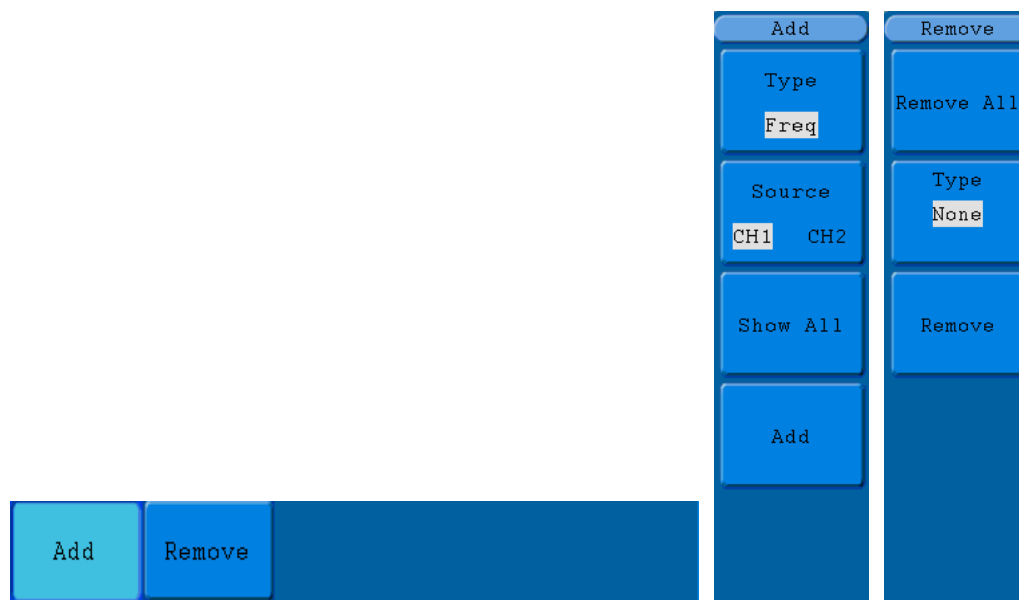 Add
Type
Freq
Source
CH1 CH2
Show All
Add
Remove
Remove All
Type
None
Remove
Add Remove